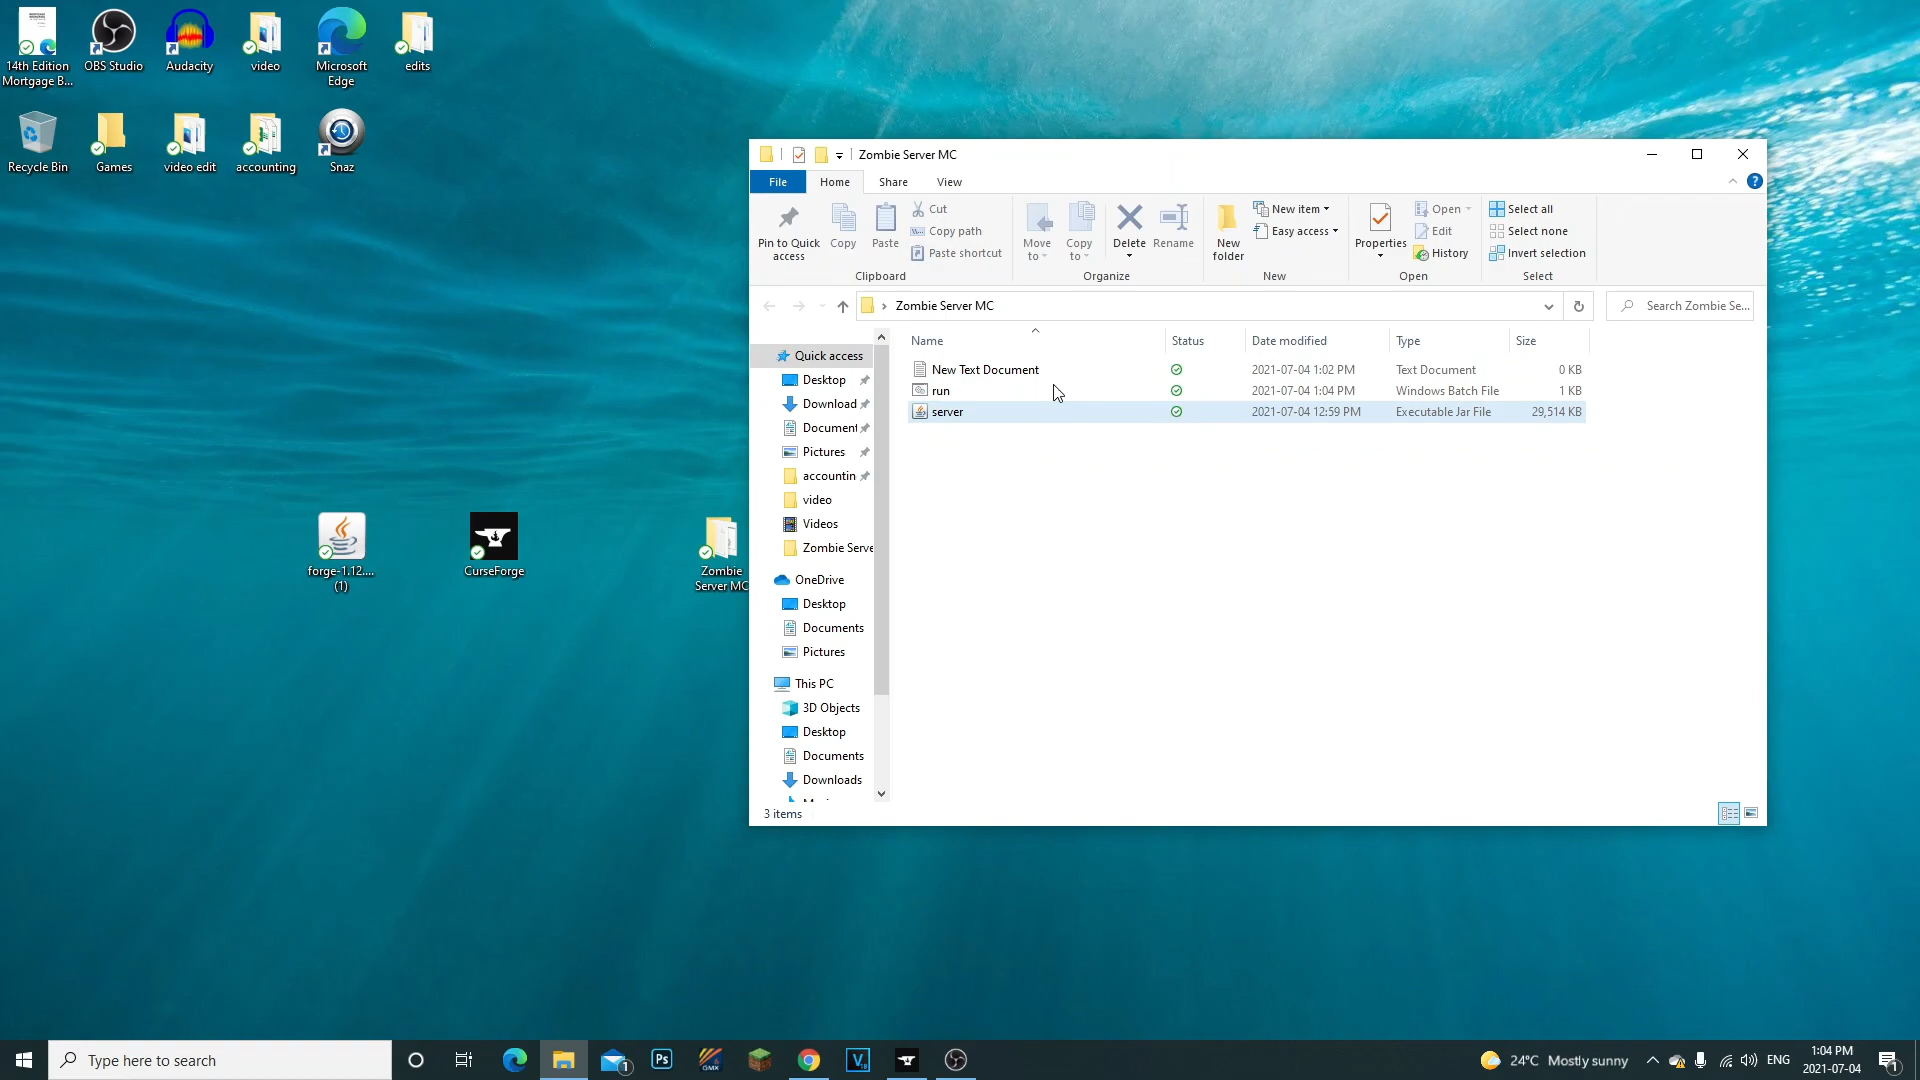 14th Edition
Mortgage B...
OBS Studio
Audacity
video
Microsoft
Edge
edits
Recycle Bin
Games
video edit
accounting
Snaz
forge-1.12....
(1)
CurseForge
Zombie
Server MC
Zombie Server MC
File
Home
Share
View
Pin to Quick
access
Copy
Paste
Cut
Copy path
Paste shortcut
Clipboard
Move
to
Copy
to
Delete
Rename
Organize
New
folder
New item
Easy access
New
Properties
Open
Edit
History
Open
Select all
Select none
Invert selection
Select
Zombie Server MC
Search Zombie Se...
Name
Status
Date modified
Type
Size
New Text Document
2021-07-04 1:02 PM
Text Document
0 KB
run
2021-07-04 1:04 PM
Windows Batch File
1 KB
server
2021-07-04 12:59 PM
Executable Jar File
29,514 KB
Quick access
Desktop
Download
Document
Pictures
accountin
video
Videos
Zombie Serve
OneDrive
Desktop
Documents
Pictures
This PC
3D Objects
Desktop
Documents
Downloads
3 items
Type here to search
1
Ps
GMX
V
24°C Mostly sunny
ENG
1:04 PM
2021-07-04
1